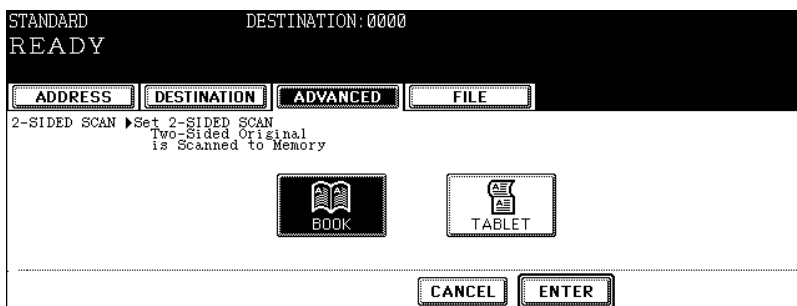 STANDARD DESTINATION:0000
READY
ADDRESS DESTINATION ADVANCED FILE
2-SIDED SCAN ▶Set 2-SIDED SCAN
Two-Sided Original
is Scanned to Memory
BOOK TABLET
CANCEL ENTER